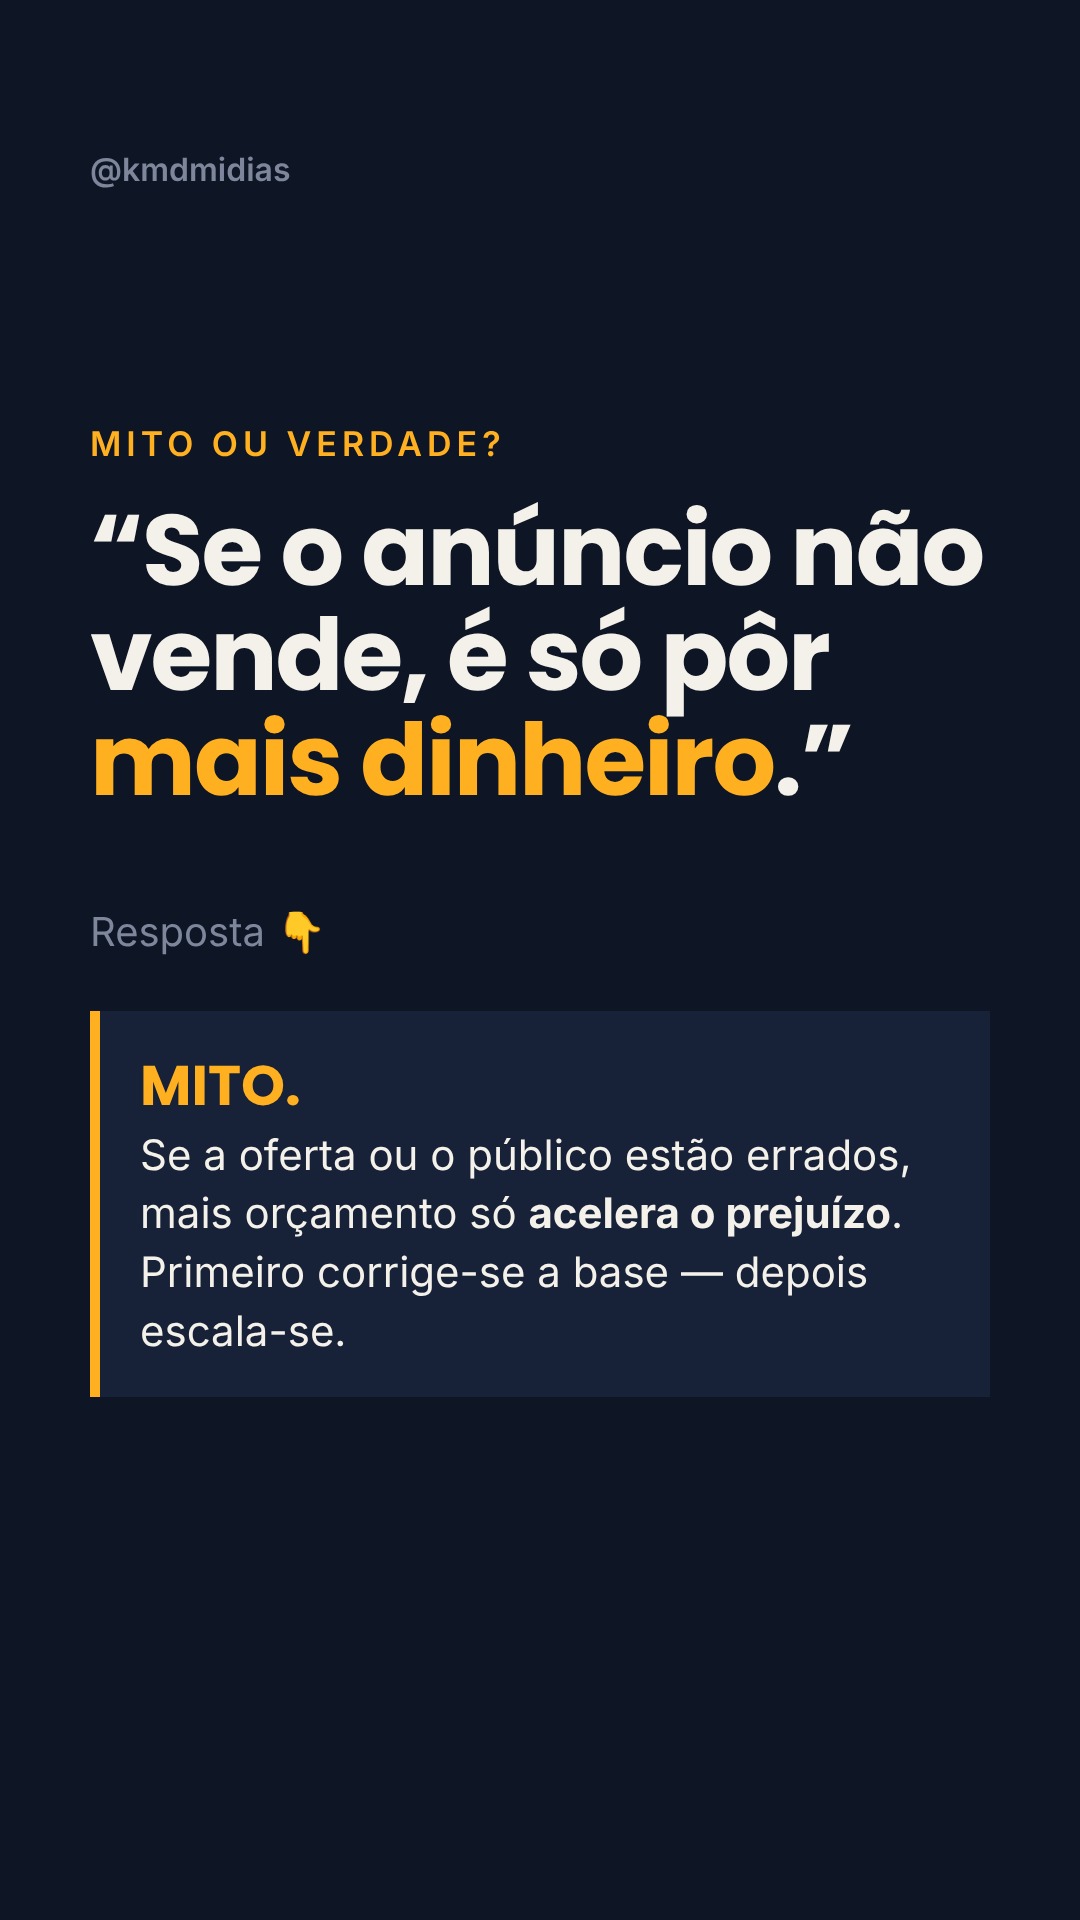 @kmdmidias
MITO OU VERDADE?
“Se o anúncio não
vende, é só pôr
mais dinheiro.”
Resposta 👇
MITO.
Se a oferta ou o público estão errados,
mais orçamento só acelera o prejuízo.
Primeiro corrige-se a base — depois
escala-se.